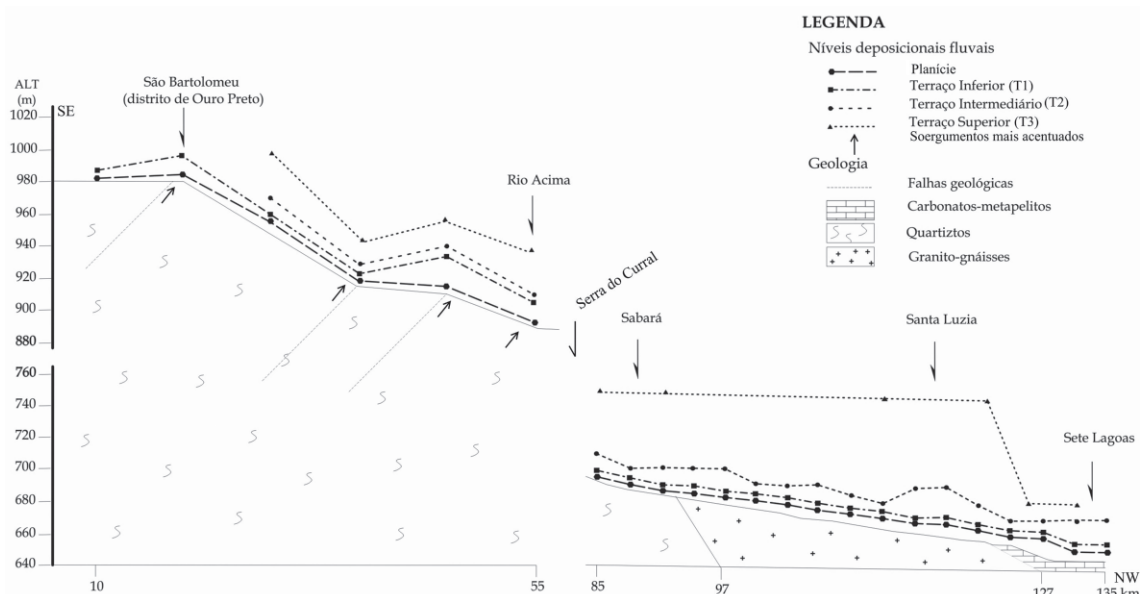 LEGENDA
Níveis deposicionais fluvais
Planície
Terraço Inferior (T1)
Terraço Intermediário (T2)
Terraço Superior (T3)
Soergumentos mais acentuados
Geologia
Falhas geológicas
Carbonatos-metapelitos
Quartiztos
Granito-gnáisses
ALT
(m)
SE
São Bartolomeu
(distrito de Ouro Preto)
Rio Acima
Serra do Curral
Sabará
Santa Luzia
Sete Lagoas
1020
1000
980
960
940
920
900
880
760
740
720
700
680
660
640
NW
10
55
85
97
127
135 km